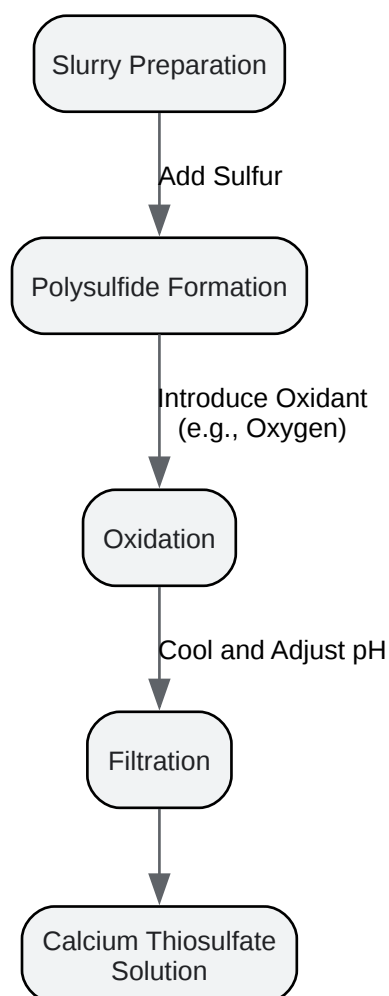 Slurry Preparation
Add Sulfur
Polysulfide Formation
Introduce Oxidant
(e.g., Oxygen)
Oxidation
Cool and Adjust pH
Filtration
Calcium Thiosulfate
Solution